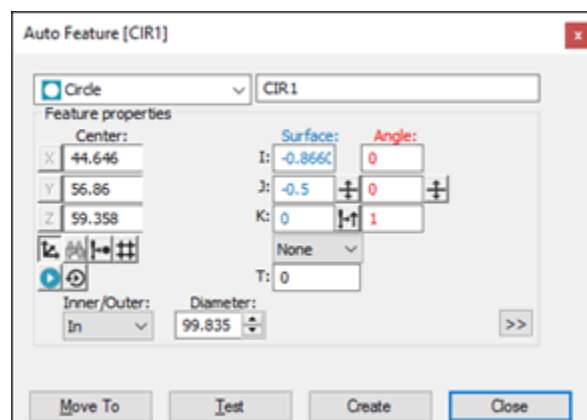 Auto Feature [CIR1]
x
Circle CIR1
Feature properties
Center: Surface: Angle:
X 44.646 I: -0.866 0
Y 56.86 J: -0.5 0
Z 59.358 K: 0 1
None
T: 0
Inner/Outer: Diameter:
In 99.835 >>
Move To Test Create Close